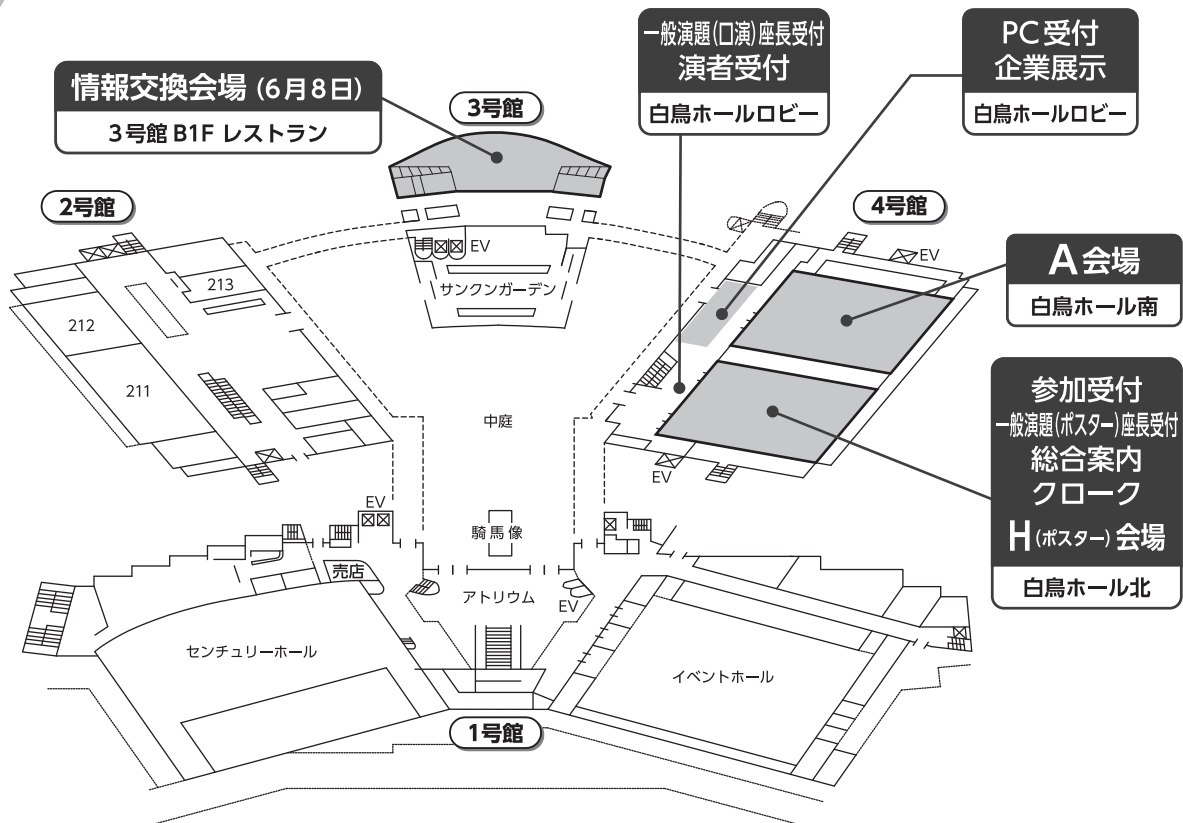 一般演題(口演)座長受付
演者受付
白鳥ホールロビー
PC受付
企業展示
白鳥ホールロビー
情報交換会場(6月8日)
3号館 B1F レストラン
3号館
2号館
4号館
A会場
白鳥ホール南
EV
EV
サンクンガーデン
213
212
211
中庭
参加受付
一般演題(ポスター)座長受付
総合案内
クローク
H(ポスター)会場
白鳥ホール北
EV
EV
騎馬像
売店
アトリウム
EV
センチュリーホール
イベントホール
1号館